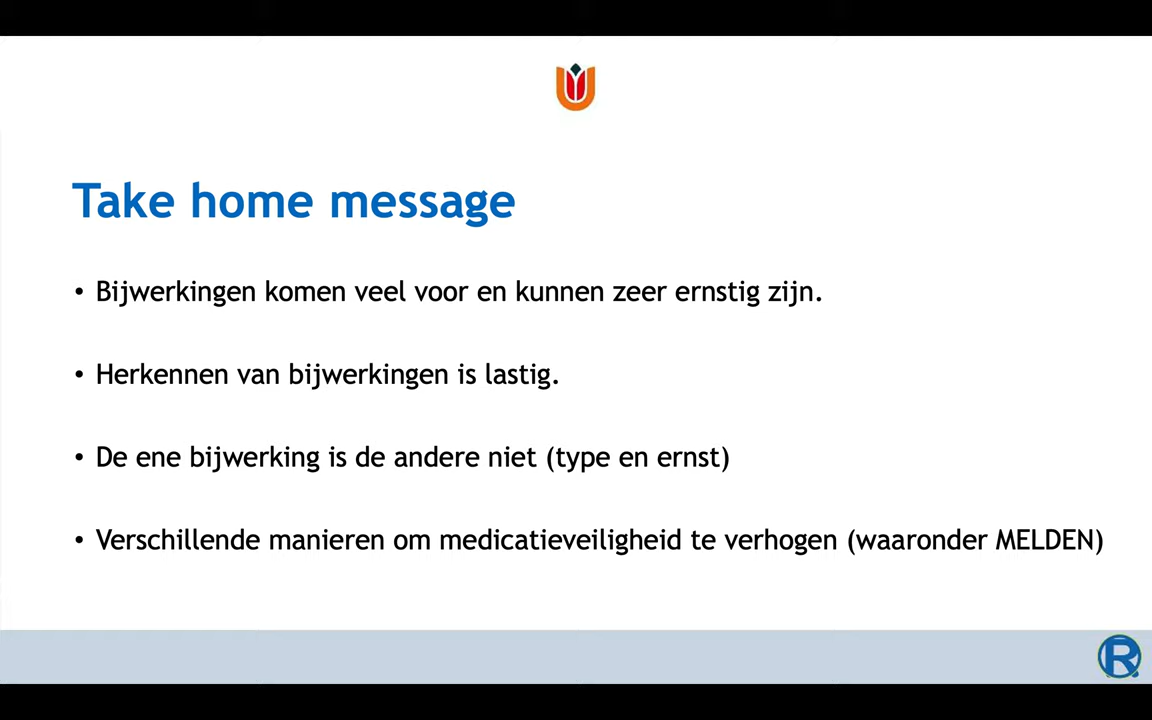 Take home message
• Bijwerkingen komen veel voor en kunnen zeer ernstig zijn.
• Herkennen van bijwerkingen is lastig.
• De ene bijwerking is de andere niet (type en ernst)
• Verschillende manieren om medicatieveiligheid te verhogen (waaronder MELDEN)
R